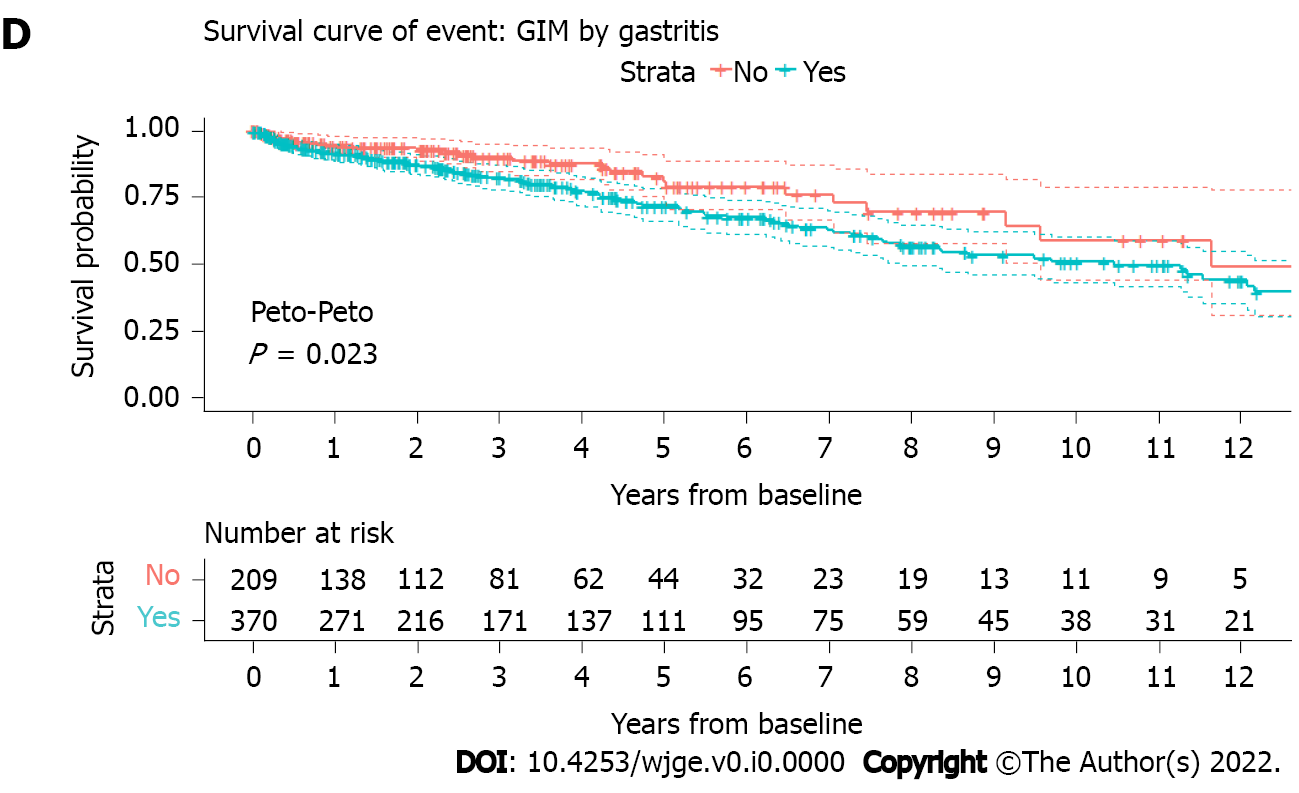 D
Survival curve of event: GIM by gastritis
Strata No Yes
Survival probability
1.00
0.75
0.50
0.25
0.00
Peto-Peto
P = 0.023
0 1 2 3 4 5 6 7 8 9 10 11 12
Years from baseline
Number at risk
Strata
No 209 138 112 81 62 44 32 23 19 13 11 9 5
Yes 370 271 216 171 137 111 95 75 59 45 38 31 21
0 1 2 3 4 5 6 7 8 9 10 11 12
Years from baseline
DOI: 10.4253/wjge.v0.i0.0000 Copyright ©The Author(s) 2022.